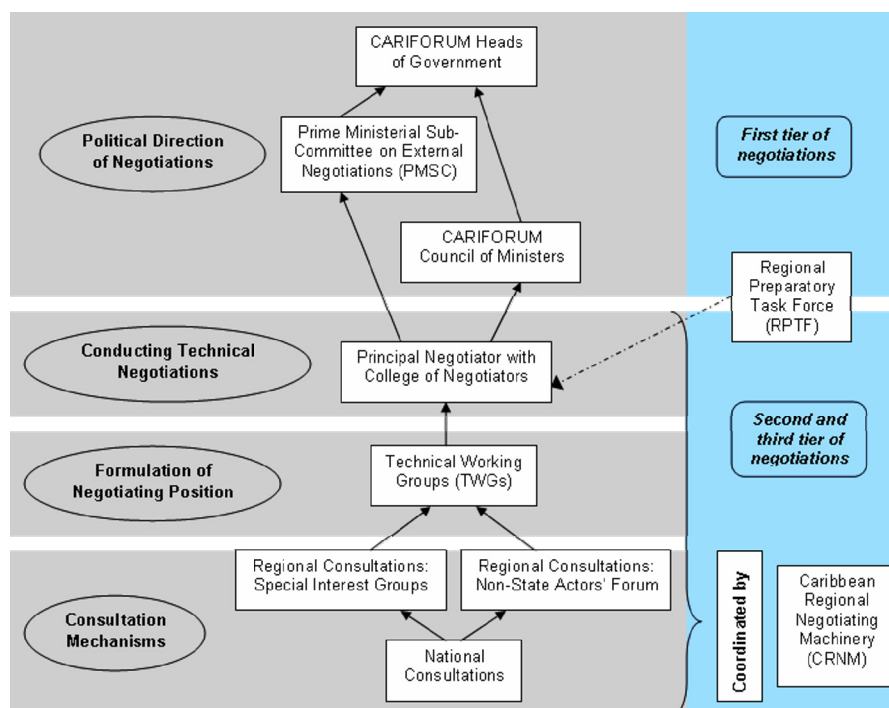 CARIFORUM Heads
of Government
Political Direction
of Negotiations
Prime Ministerial Sub-
Committee on External
Negotiations (PMSC)
First tier of
negotiations
CARIFORUM
Council of Ministers
Regional
Preparatory
Task Force
(RPTF)
Conducting Technical
Negotiations
Principal Negotiator with
College of Negotiators
Second and
third tier of
negotiations
Formulation of
Negotiating Position
Technical Working
Groups (TWGs)
Regional Consultations:
Special Interest Groups
Regional Consultations:
Non-State Actors' Forum
Consultation
Mechanisms
National
Consultations
Coordinated by
Caribbean
Regional
Negotiating
Machinery
(CRNM)